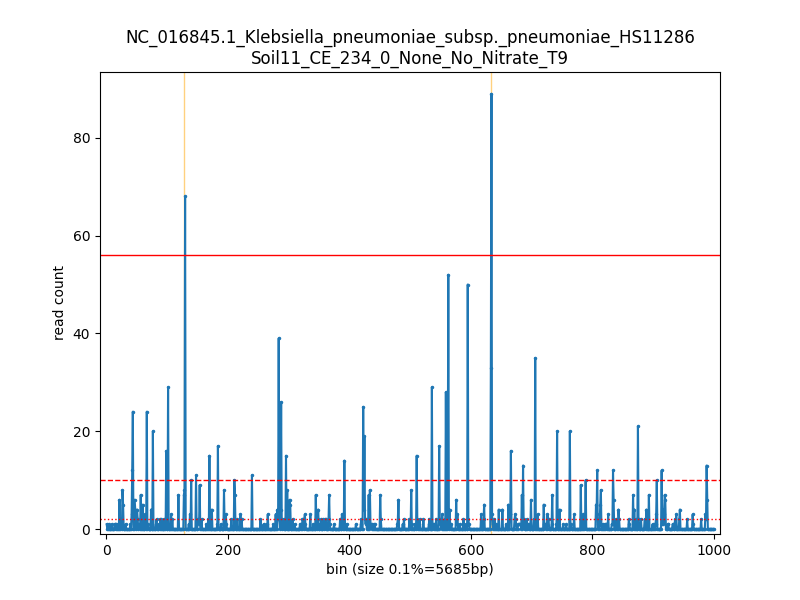 NC_016845.1_Klebsiella_pneumoniae_subsp._pneumoniae_HS11286
Soil11_CE_234_0_None_No_Nitrate_T9
80
60
40
20
0
read count
0 200 400 600 800 1000
bin (size 0.1%=5685bp)